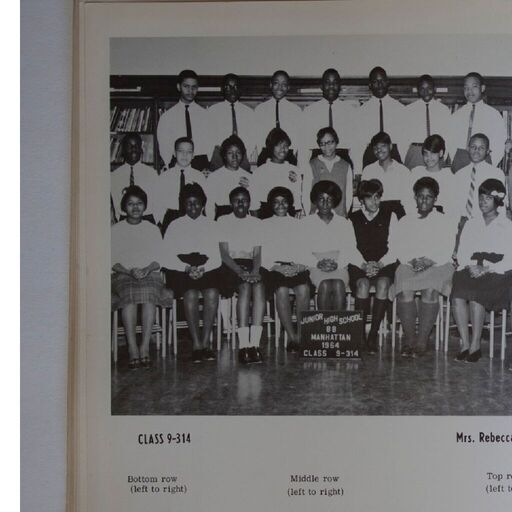 JUNIOR HIGH SCHOOL
88
MANHATTAN
1964
CLASS 9-314
CLASS 9-314
Mrs. Rebecca
Bottom row
(left to right)
Middle row
(left to right)
Top
(left